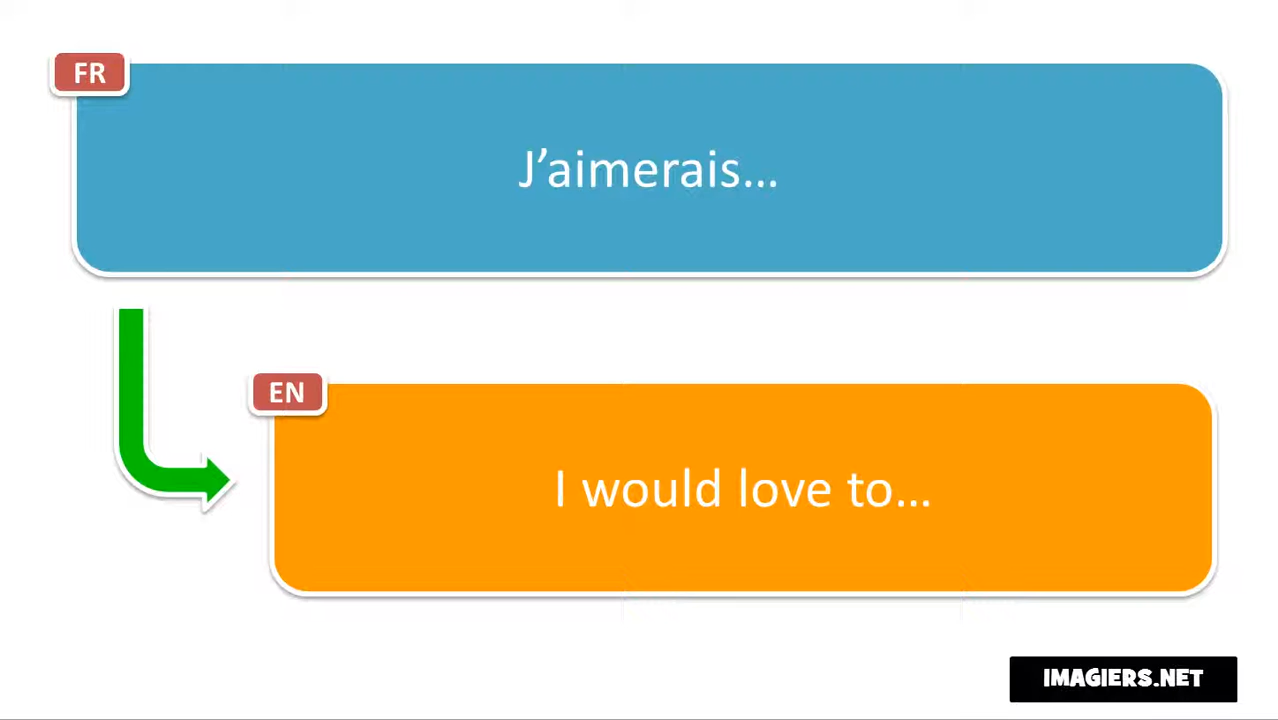 FR
J’aimerais…
EN
I would love to…
IMAGIERS.NET